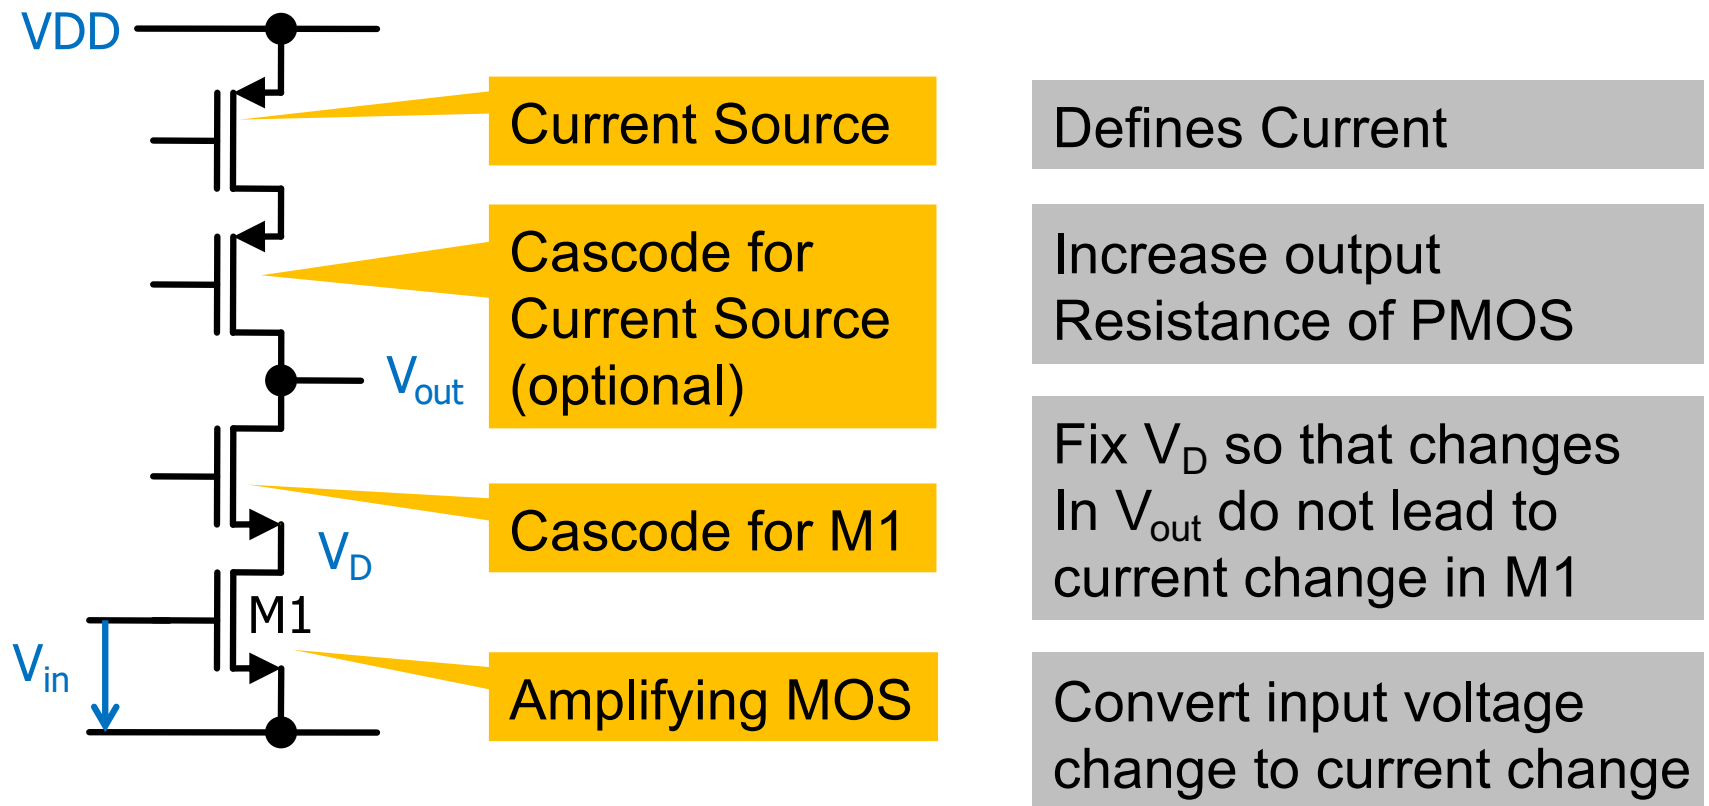 VDD
Current Source
Defines Current
Cascode for
Current Source
(optional)
Increase output
Resistance of PMOS
Vout
Fix VD so that changes
In Vout do not lead to
current change in M1
Cascode for M1
VD
M1
Vin
Amplifying MOS
Convert input voltage
change to current change